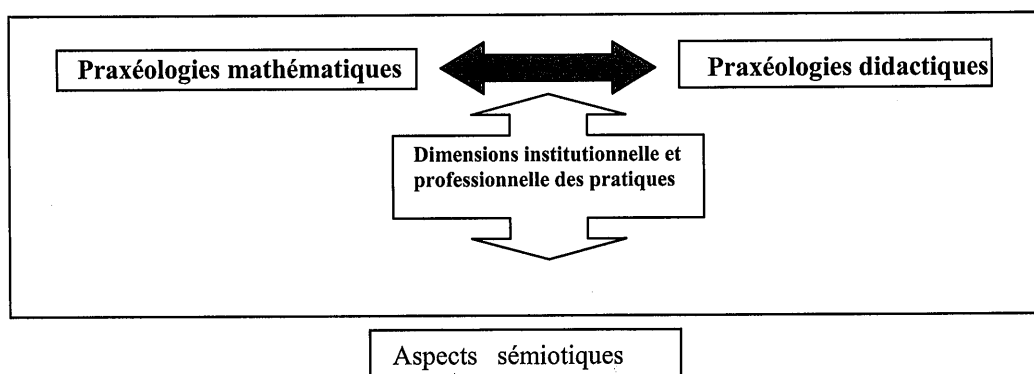 Praxéologies mathématiques
Praxéologies didactiques
Dimensions institutionnelle et
professionnelle des pratiques
Aspects sémiotiques